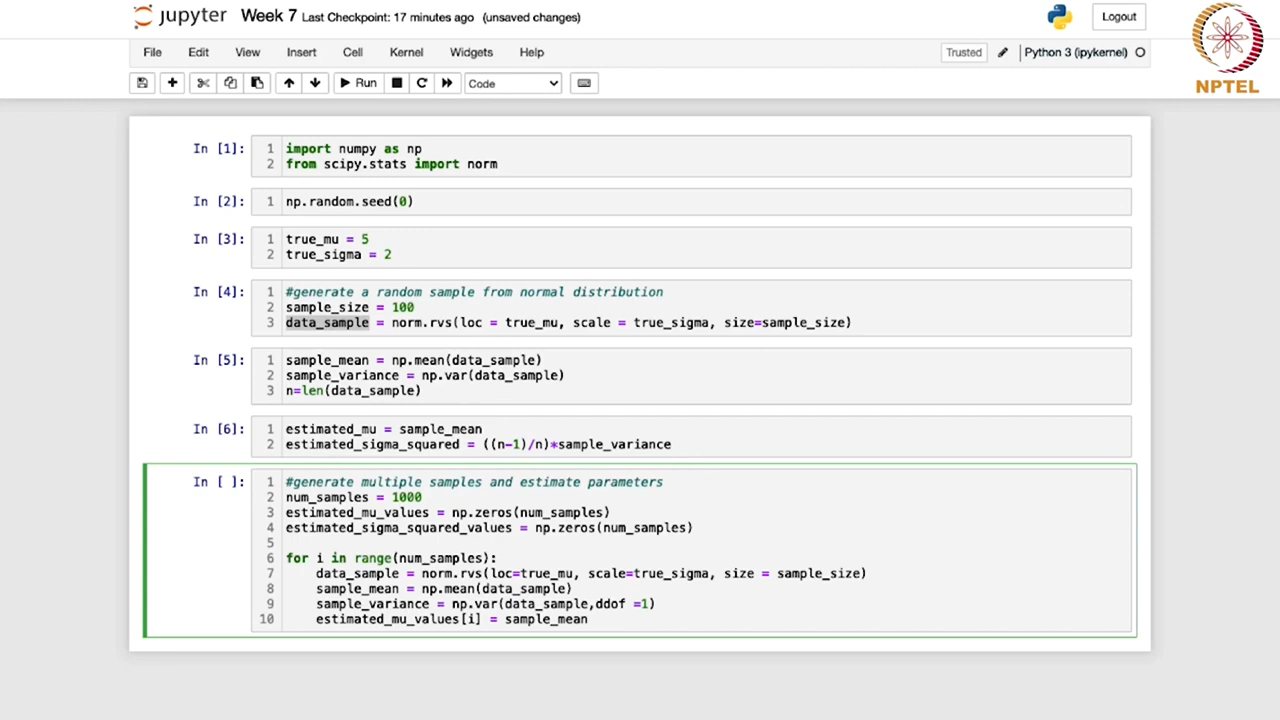 jupyter Week 7 Last Checkpoint: 17 minutes ago (unsaved changes)
Logout
NPTEL
File Edit View Insert Cell Kernel Widgets Help
Trusted Python 3 (ipykernel)
Run Code
In [1]:
1 import numpy as np
2 from scipy.stats import norm
In [2]:
1 np.random.seed(0)
In [3]:
1 true_mu = 5
2 true_sigma = 2
In [4]:
1 #generate a random sample from normal distribution
2 sample_size = 100
3 data_sample = norm.rvs(loc = true_mu, scale = true_sigma, size=sample_size)
In [5]:
1 sample_mean = np.mean(data_sample)
2 sample_variance = np.var(data_sample)
3 n=len(data_sample)
In [6]:
1 estimated_mu = sample_mean
2 estimated_sigma_squared = ((n-1)/n)*sample_variance
In [ ]:
1 #generate multiple samples and estimate parameters
2 num_samples = 1000
3 estimated_mu_values = np.zeros(num_samples)
4 estimated_sigma_squared_values = np.zeros(num_samples)
5
6 for i in range(num_samples):
7 data_sample = norm.rvs(loc=true_mu, scale=true_sigma, size = sample_size)
8 sample_mean = np.mean(data_sample)
9 sample_variance = np.var(data_sample,ddof =1)
10 estimated_mu_values[i] = sample_mean